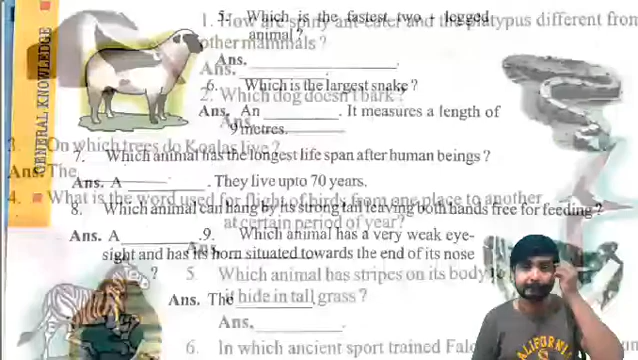 GENERAL KNOWLEDGE
1. How are spiny ant-eater and the platypus different from
other mammals ?
Ans.
2. Which dog doesn't bark ?
Ans.
3. On which trees do Koalas live ?
Ans. The
4. What is the word used for flight of birds from one place to another
at certain period of year?
Ans.
5. Which animal has stripes on its body to
it hide in tall grass ?
Ans.
6. In which ancient sport trained
5. Which is the fastest two - legged
animal ?
Ans.
6. Which is the largest snake ?
Ans. An . It measures a length of
9 metres.
7. Which animal has the longest life span after human beings ?
Ans. A . They live upto 70 years.
8. Which animal can hang by its strong tail leaving both hands free for feeding ?
Ans. A
9. Which animal has a very weak eye-
sight and has its horn situated towards the end of its nose
?
Ans. The
CALIFORNIA